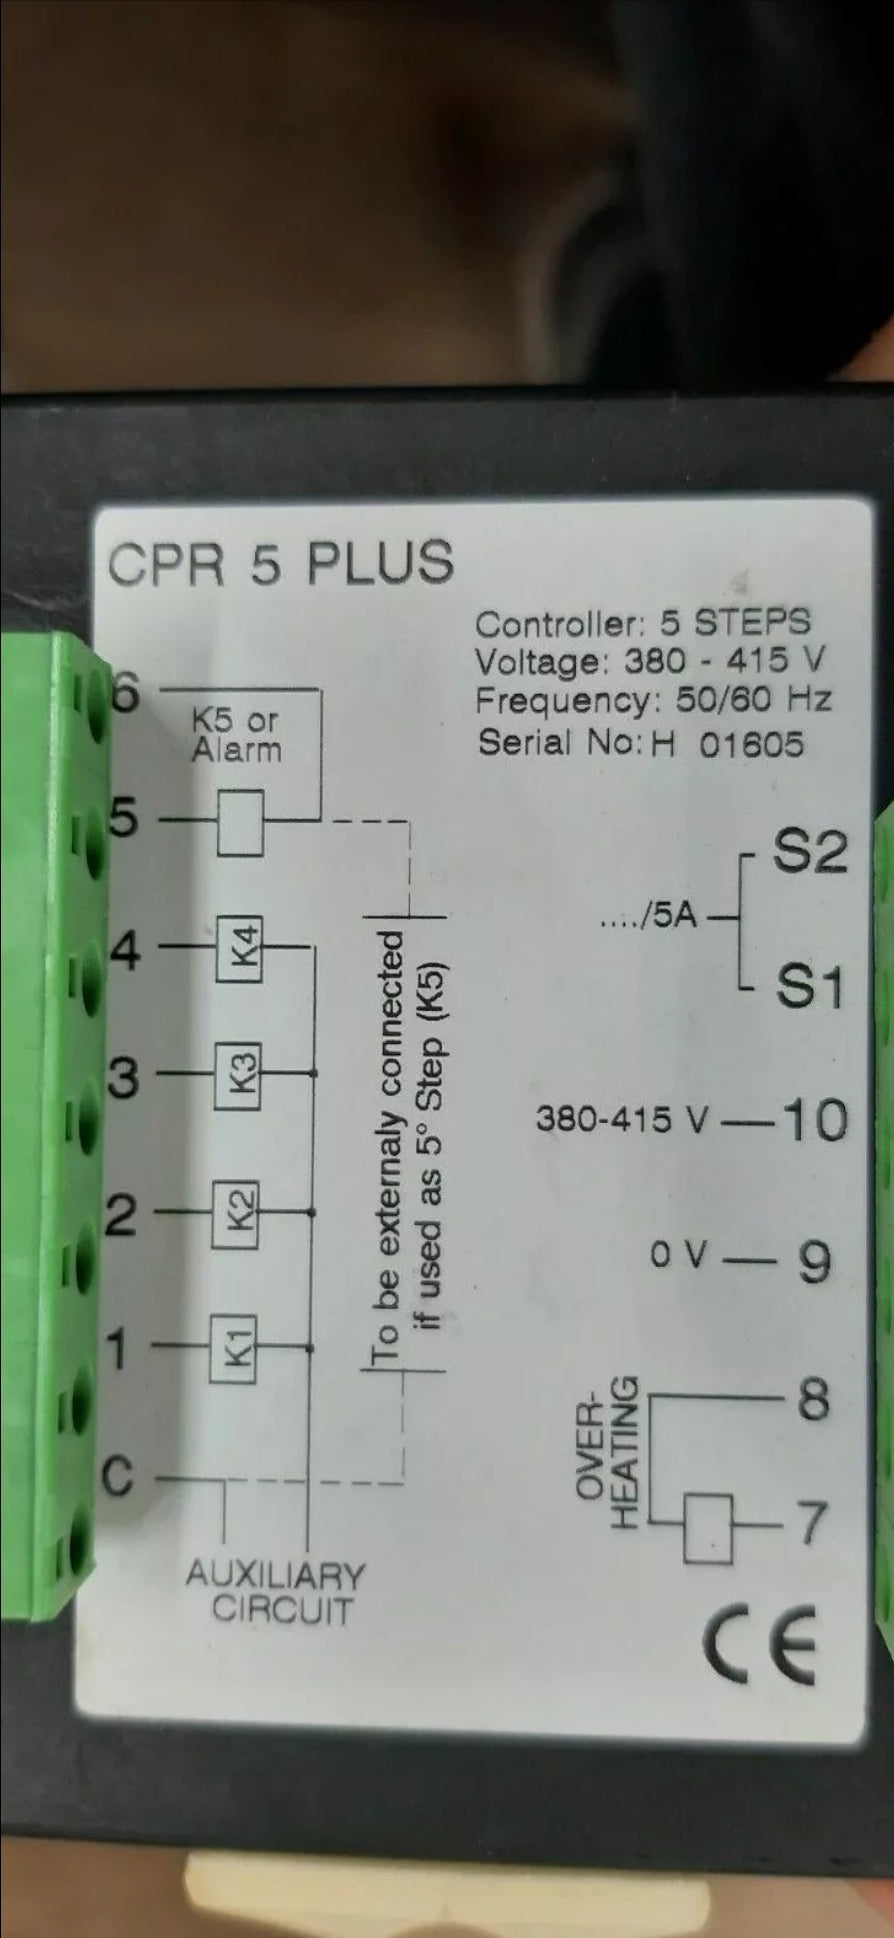 CPR 5 PLUS
Controller: 5 STEPS
Voltage: 380 - 415 V
Frequency: 50/60 Hz
Serial No: H 01605
6
K5 or
Alarm
5
4
K4
3
K3
2
K2
1
K1
C
AUXILIARY
CIRCUIT
To be externaly connected
if used as 5° Step (K5)
S2
..../5A
S1
380-415 V 10
0 V 9
8
OVER-
HEATING
7
CE